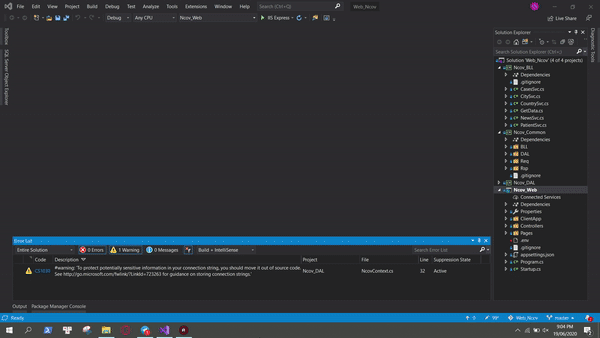 File Edit View Project Build Debug Test Analyze Tools Extensions Window Help Search (Ctrl+Q) Web_Ncov
Debug Any CPU Ncov_Web IIS Express Live Share
Toolbox
SQL Server Object Explorer
Solution Explorer
Search Solution Explorer (Ctrl+;)
Solution 'Web_Ncov' (4 of 4 projects)
Ncov_BLL
Dependencies
.gitignore
CasesSvc.cs
CitySvc.cs
CountrySvc.cs
GetData.cs
NewsSvc.cs
PatientSvc.cs
Ncov_Common
Dependencies
BLL
DAL
Req
Rsp
.gitignore
Ncov_DAL
Ncov_Web
Connected Services
Dependencies
Properties
ClientApp
Controllers
Pages
.env
.gitignore
appsettings.json
Program.cs
Startup.cs
Diagnostic Tools
Error List
Entire Solution 0 Errors 1 Warning 0 Messages Build + IntelliSense Search Error List
Code Description Project File Line Suppression State
CS1030 #warning: 'To protect potentially sensitive information in your connection string, you should move it out of source code. Ncov_DAL NcovContext.cs 32 Active
See http://go.microsoft.com/fwlink/?LinkId=723263 for guidance on storing connection strings.'
Output Package Manager Console
Ready 0 99+ Web_Ncov master
9:04 PM
19/06/2020